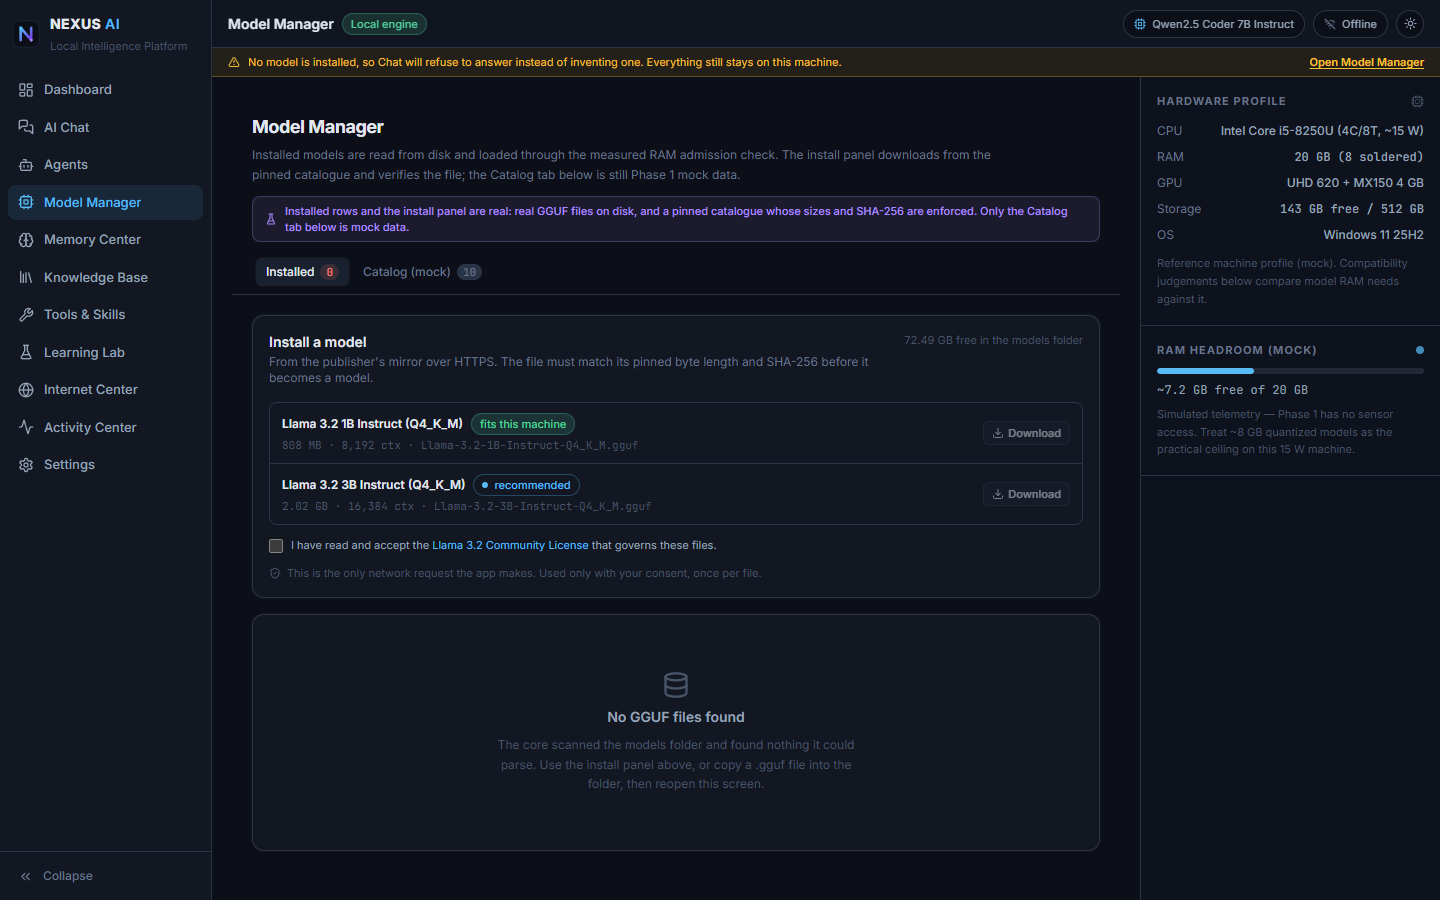 NEXUS AI
Local Intelligence Platform
Dashboard
AI Chat
Agents
Model Manager
Memory Center
Knowledge Base
Tools & Skills
Learning Lab
Internet Center
Activity Center
Settings
Collapse
Model Manager
Local engine
Qwen2.5 Coder 7B Instruct
Offline
No model is installed, so Chat will refuse to answer instead of inventing one. Everything still stays on this machine.
Open Model Manager
Model Manager
Installed models are read from disk and loaded through the measured RAM admission check. The install panel downloads from the
pinned catalogue and verifies the file; the Catalog tab below is still Phase 1 mock data.
Installed rows and the install panel are real: real GGUF files on disk, and a pinned catalogue whose sizes and SHA-256 are enforced. Only the Catalog
tab below is mock data.
Installed 0
Catalog (mock) 10
Install a model
72.49 GB free in the models folder
From the publisher's mirror over HTTPS. The file must match its pinned byte length and SHA-256 before it
becomes a model.
Llama 3.2 1B Instruct (Q4_K_M) fits this machine
808 MB · 8,192 ctx · Llama-3.2-1B-Instruct-Q4_K_M.gguf
Download
Llama 3.2 3B Instruct (Q4_K_M) recommended
2.02 GB · 16,384 ctx · Llama-3.2-3B-Instruct-Q4_K_M.gguf
Download
I have read and accept the Llama 3.2 Community License that governs these files.
This is the only network request the app makes. Used only with your consent, once per file.
No GGUF files found
The core scanned the models folder and found nothing it could
parse. Use the install panel above, or copy a .gguf file into the
folder, then reopen this screen.
HARDWARE PROFILE
CPU Intel Core i5-8250U (4C/8T, ~15 W)
RAM 20 GB (8 soldered)
GPU UHD 620 + MX150 4 GB
Storage 143 GB free / 512 GB
OS Windows 11 25H2
Reference machine profile (mock). Compatibility
judgements below compare model RAM needs
against it.
RAM HEADROOM (MOCK)
~7.2 GB free of 20 GB
Simulated telemetry — Phase 1 has no sensor
access. Treat ~8 GB quantized models as the
practical ceiling on this 15 W machine.